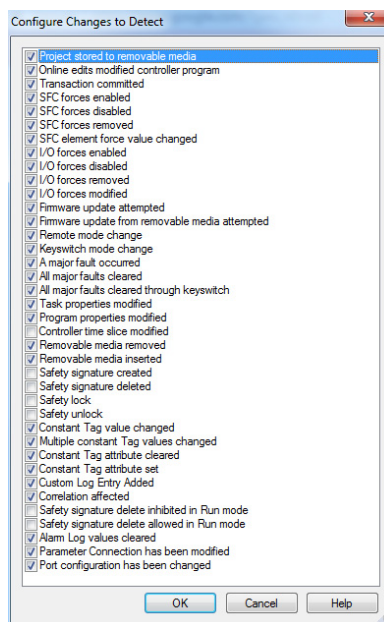 Configure Changes to Detect
Project stored to removable media
Online edits modified controller program
Transaction committed
SFC forces enabled
SFC forces disabled
SFC forces removed
SFC element force value changed
I/O forces enabled
I/O forces disabled
I/O forces removed
I/O forces modified
Firmware update attempted
Firmware update from removable media attempted
Remote mode change
Keyswitch mode change
A major fault occurred
All major faults cleared
All major faults cleared through keyswitch
Task properties modified
Program properties modified
Controller time slice modified
Removable media removed
Removable media inserted
Safety signature created
Safety signature deleted
Safety lock
Safety unlock
Constant Tag value changed
Multiple constant Tag values changed
Constant Tag attribute cleared
Constant Tag attribute set
Custom Log Entry Added
Correlation affected
Safety signature delete inhibited in Run mode
Safety signature delete allowed in Run mode
Alarm Log values cleared
Parameter Connection has been modified
Port configuration has been changed
OK Cancel Help